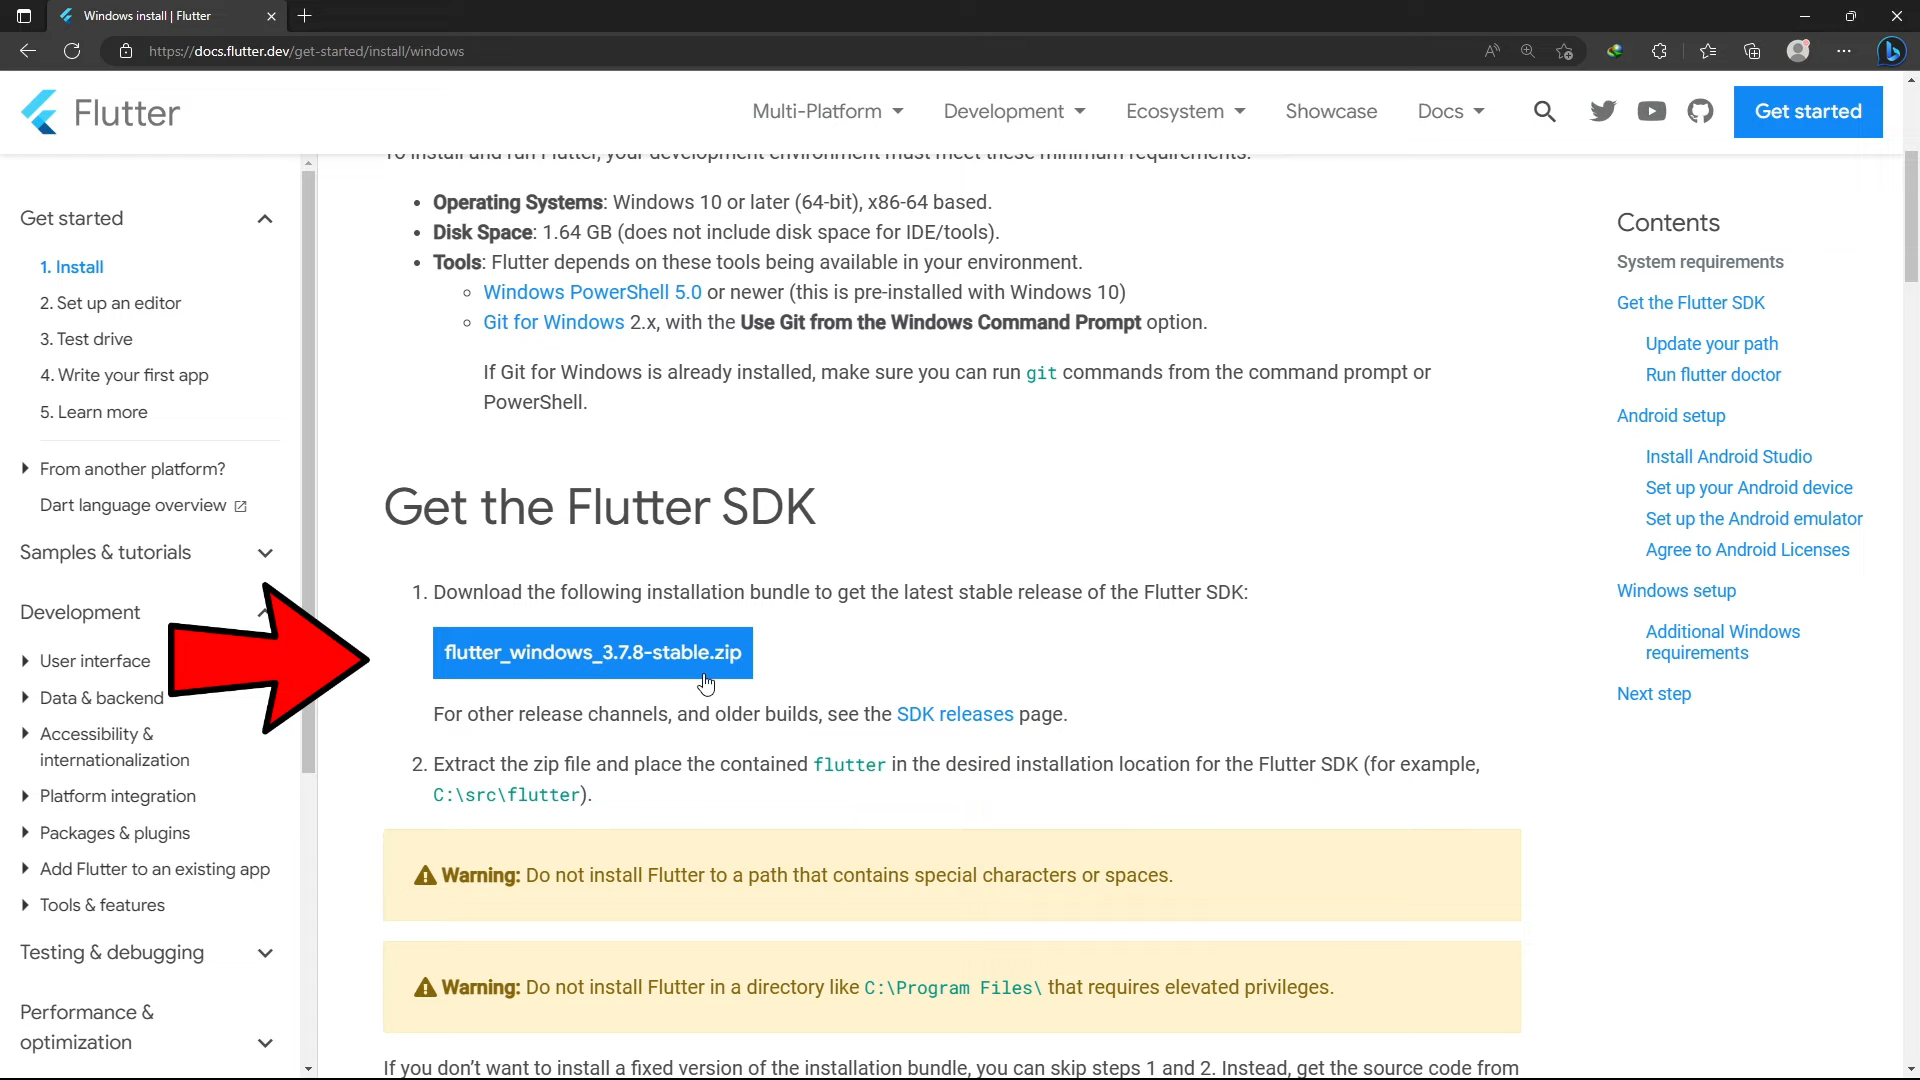 Windows install | Flutter
https://docs.flutter.dev/get-started/install/windows
Flutter
Multi-Platform
Development
Ecosystem
Showcase
Docs
Get started
Get started
1. Install
2. Set up an editor
3. Test drive
4. Write your first app
5. Learn more
From another platform?
Dart language overview
Samples & tutorials
Development
User interface
Data & backend
Accessibility &
internationalization
Platform integration
Packages & plugins
Add Flutter to an existing app
Tools & features
Testing & debugging
Performance &
optimization
To install and run Flutter, your development environment must meet these minimum requirements:
• Operating Systems: Windows 10 or later (64-bit), x86-64 based.
• Disk Space: 1.64 GB (does not include disk space for IDE/tools).
• Tools: Flutter depends on these tools being available in your environment.
Windows PowerShell 5.0 or newer (this is pre-installed with Windows 10)
Git for Windows 2.x, with the Use Git from the Windows Command Prompt option.
If Git for Windows is already installed, make sure you can run git commands from the command prompt or
PowerShell.
Get the Flutter SDK
1. Download the following installation bundle to get the latest stable release of the Flutter SDK:
flutter_windows_3.7.8-stable.zip
For other release channels, and older builds, see the SDK releases page.
2. Extract the zip file and place the contained flutter in the desired installation location for the Flutter SDK (for example,
C:\src\flutter).
Warning: Do not install Flutter to a path that contains special characters or spaces.
Warning: Do not install Flutter in a directory like C:\Program Files\ that requires elevated privileges.
If you don’t want to install a fixed version of the installation bundle, you can skip steps 1 and 2. Instead, get the source code from
Contents
System requirements
Get the Flutter SDK
Update your path
Run flutter doctor
Android setup
Install Android Studio
Set up your Android device
Set up the Android emulator
Agree to Android Licenses
Windows setup
Additional Windows
requirements
Next step